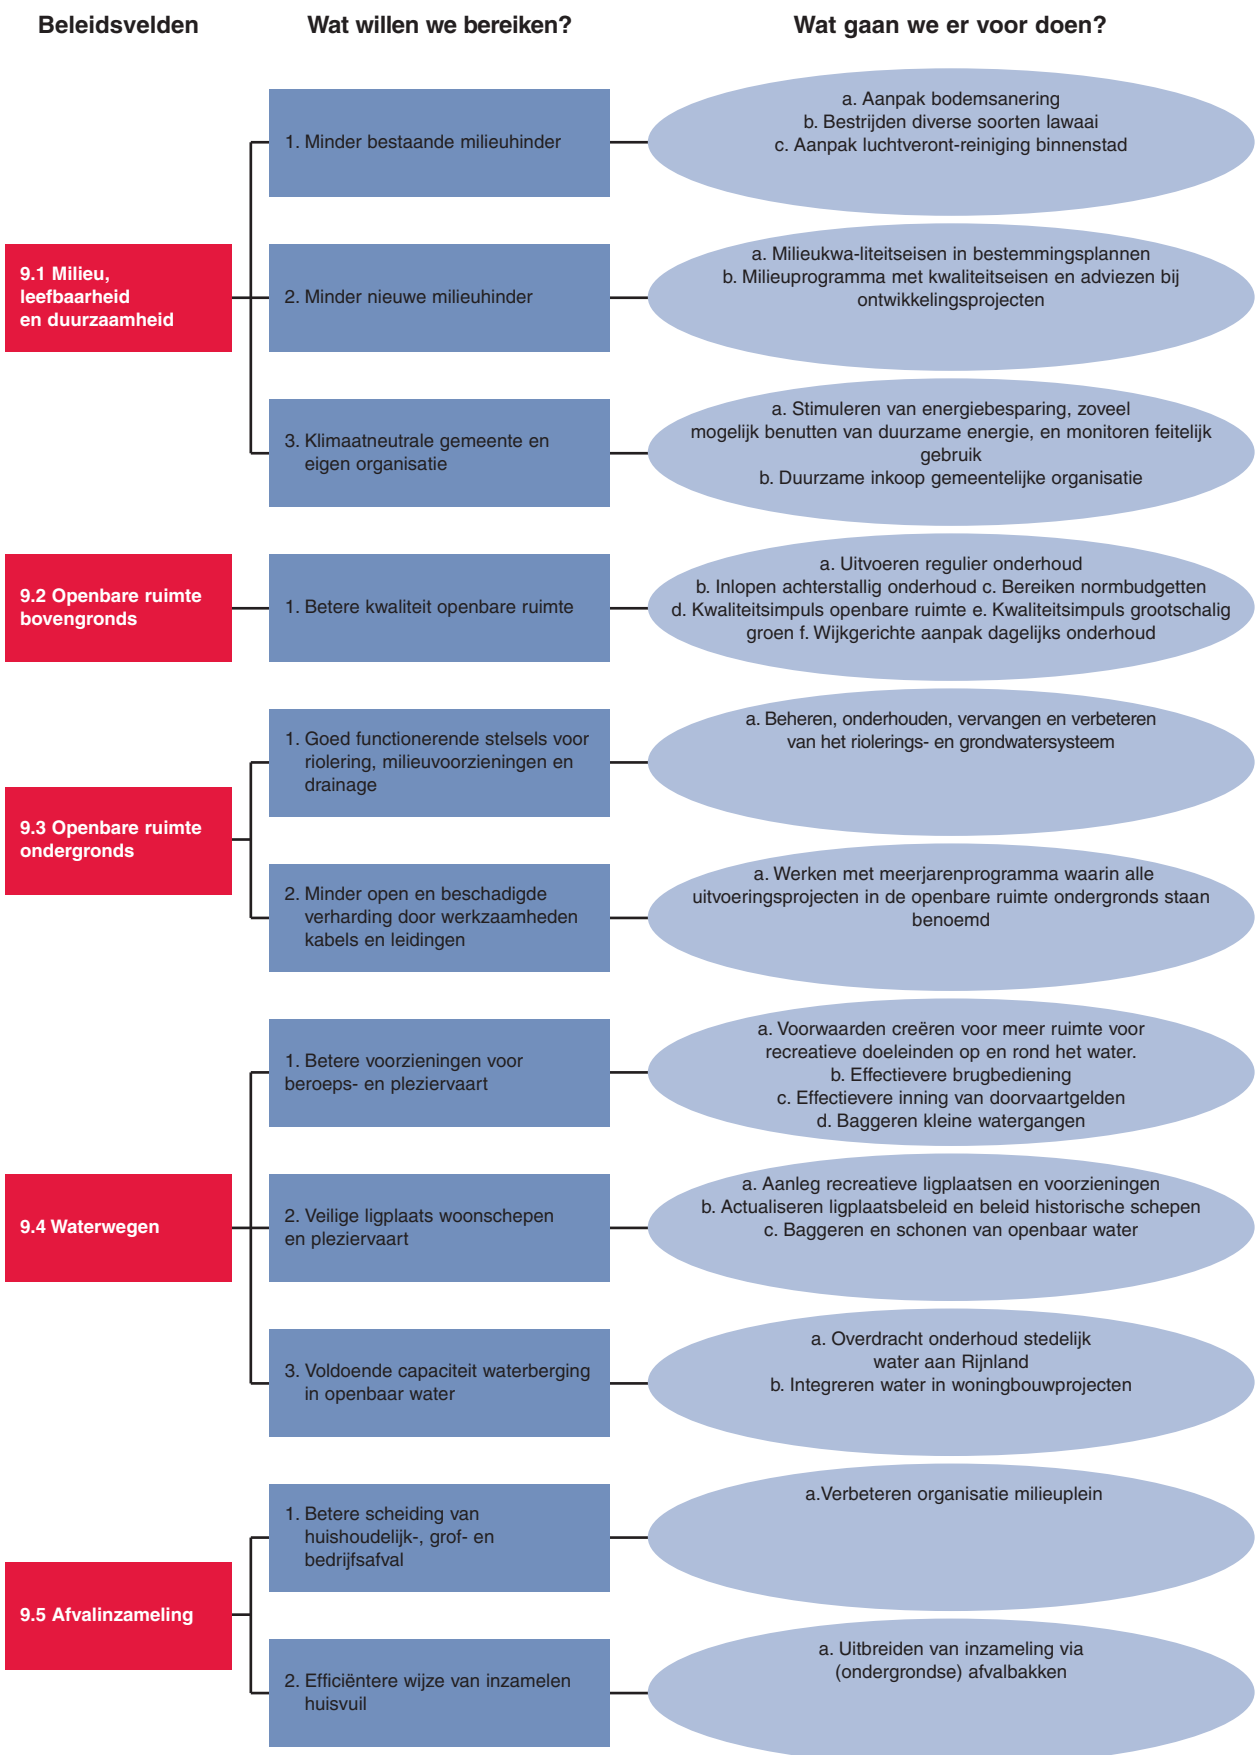 Beleidsvelden
Wat willen we bereiken?
Wat gaan we er voor doen?
9.1 Milieu,
leefbaarheid
en duurzaamheid
1. Minder bestaande milieuhinder
a. Aanpak bodemsanering
b. Bestrijden diverse soorten lawaai
c. Aanpak luchtveront-reiniging binnenstad
2. Minder nieuwe milieuhinder
a. Milieukwa-liteitseisen in bestemmingsplannen
b. Milieuprogramma met kwaliteitseisen en adviezen bij
ontwikkelingsprojecten
3. Klimaatneutrale gemeente en
eigen organisatie
a. Stimuleren van energiebesparing, zoveel
mogelijk benutten van duurzame energie, en monitoren feitelijk
gebruik
b. Duurzame inkoop gemeentelijke organisatie
9.2 Openbare ruimte
bovengronds
1. Betere kwaliteit openbare ruimte
a. Uitvoeren regulier onderhoud
b. Inlopen achterstallig onderhoud c. Bereiken normbudgetten
d. Kwaliteitsimpuls openbare ruimte e. Kwaliteitsimpuls grootschalig
groen f. Wijkgerichte aanpak dagelijks onderhoud
9.3 Openbare ruimte
ondergronds
1. Goed functionerende stelsels voor
riolering, milieuvoorzieningen en
drainage
a. Beheren, onderhouden, vervangen en verbeteren
van het riolerings- en grondwatersysteem
2. Minder open en beschadigde
verharding door werkzaamheden
kabels en leidingen
a. Werken met meerjarenprogramma waarin alle
uitvoeringsprojecten in de openbare ruimte ondergronds staan
benoemd
9.4 Waterwegen
1. Betere voorzieningen voor
beroeps- en pleziervaart
a. Voorwaarden creëren voor meer ruimte voor
recreatieve doeleinden op en rond het water.
b. Effectievere brugbediening
c. Effectievere inning van doorvaartgelden
d. Baggeren kleine watergangen
2. Veilige ligplaats woonschepen
en pleziervaart
a. Aanleg recreatieve ligplaatsen en voorzieningen
b. Actualiseren ligplaatsbeleid en beleid historische schepen
c. Baggeren en schonen van openbaar water
3. Voldoende capaciteit waterberging
in openbaar water
a. Overdracht onderhoud stedelijk
water aan Rijnland
b. Integreren water in woningbouwprojecten
9.5 Afvalinzameling
1. Betere scheiding van
huishoudelijk-, grof- en
bedrijfsafval
a.Verbeteren organisatie milieuplein
2. Efficiëntere wijze van inzamelen
huisvuil
a. Uitbreiden van inzameling via
(ondergrondse) afvalbakken